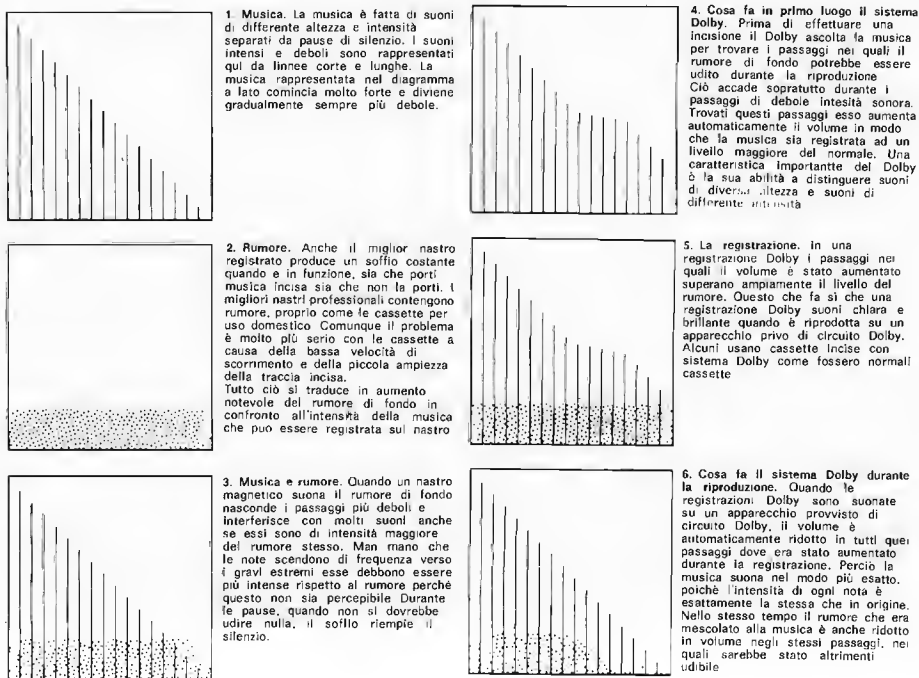 1. Musica. La musica è fatta di suoni
di differente altezza e intensità
separati da pause di silenzio. I suoni
intensi e deboli sono rappresentati
qui da linnee corte e lunghe. La
musica rappresentata nel diagramma
a lato comincia molto forte e diviene
gradualmente sempre più debole.
2. Rumore. Anche il miglior nastro
registrato produce un soffio costante
quando e in funzione, sia che porti
musica incisa sia che non la porti. I
migliori nastri professionali contengono
rumore, proprio come le cassette per
uso domestico Comunque il problema
è molto più serio con le cassette a
causa della bassa velocità di
scorrimento e della piccola ampiezza
della traccia incisa.
Tutto ciò si traduce in aumento
notevole del rumore di fondo in
confronto all'intensità della musica
che puo essere registrata sul nastro
3. Musica e rumore. Quando un nastro
magnetico suona il rumore di fondo
nasconde i passaggi più deboli e
interferisce con molti suoni anche
se essi sono di intensità maggiore
del rumore stesso. Man mano che
le note scendono di frequenza verso
i gravi estremi esse debbono essere
più intense rispetto al rumore perché
questo non sia percepibile Durante
le pause, quando non si dovrebbe
udire nulla, il soffio riempie il
silenzio.
4. Cosa fa in primo luogo il sistema
Dolby. Prima di effettuare una
incisione il Dolby ascolta la musica
per trovare i passaggi nei quali il
rumore di fondo potrebbe essere
udito durante la riproduzione
Ciò accade sopratutto durante i
passaggi di debole intesità sonora.
Trovati questi passaggi esso aumenta
automaticamente il volume in modo
che la musica sia registrata ad un
livello maggiore del normale. Una
caratteristica importantte del Dolby
è la sua abilità a distinguere suoni
di diversa altezza e suoni di
differente intensità
5. La registrazione. in una
registrazione Dolby i passaggi nei
quali il volume è stato aumentato
superano ampiamente il livello del
rumore. Questo che fa sì che una
registrazione Dolby suoni chiara e
brillante quando è riprodotta su un
apparecchio privo di circuito Dolby.
Alcuni usano cassette incise con
sistema Dolby come fossero normali
cassette
6. Cosa fa il sistema Dolby durante
la riproduzione. Quando le
registrazioni Dolby sono suonate
su un apparecchio provvisto di
circuito Dolby, il volume è
automaticamente ridotto in tutti quei
passaggi dove era stato aumentato
durante la registrazione. Perciò la
musica suona nel modo più esatto,
poichè l'intensità di ogni nota è
esattamente la stessa che in origine.
Nello stesso tempo il rumore che era
mescolato alla musica è anche ridotto
in volume negli stessi passaggi, nei
quali sarebbe stato altrimenti
udibile